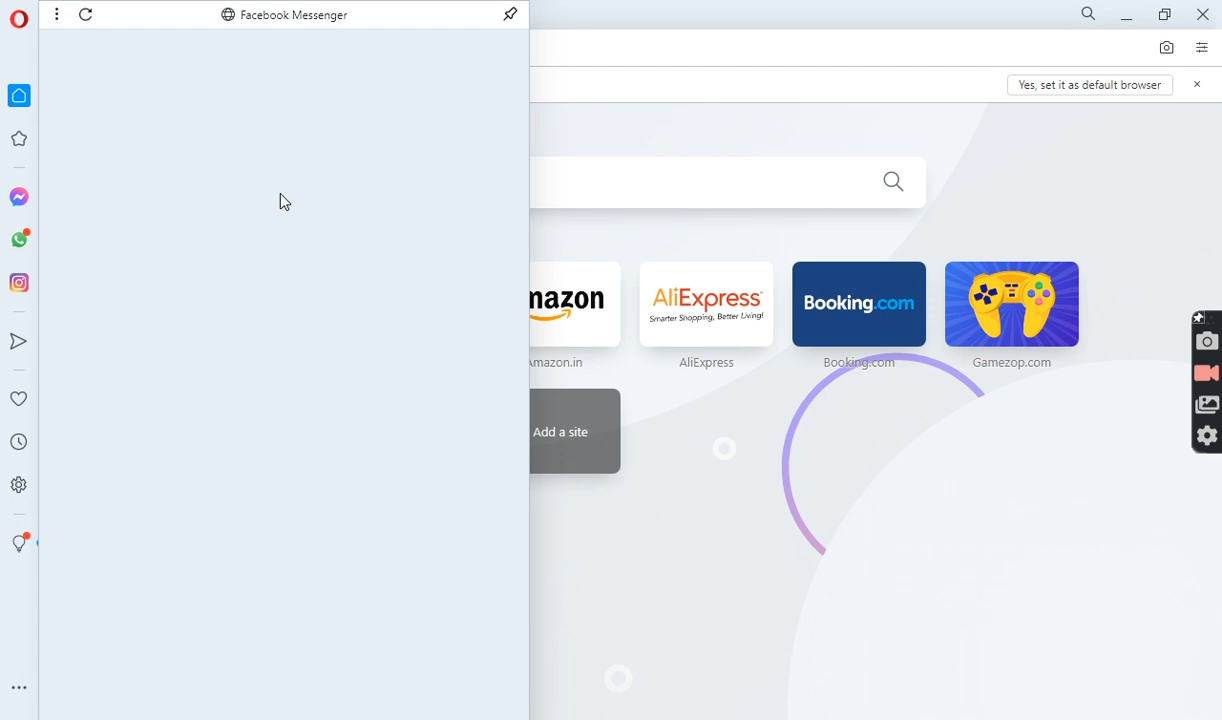 Facebook Messenger
Yes, set it as default browser
mazon
AliExpress
Smarter Shopping, Better Living!
Booking.com
Amazon.in
AliExpress
Booking.com
Gamezop.com
Add a site